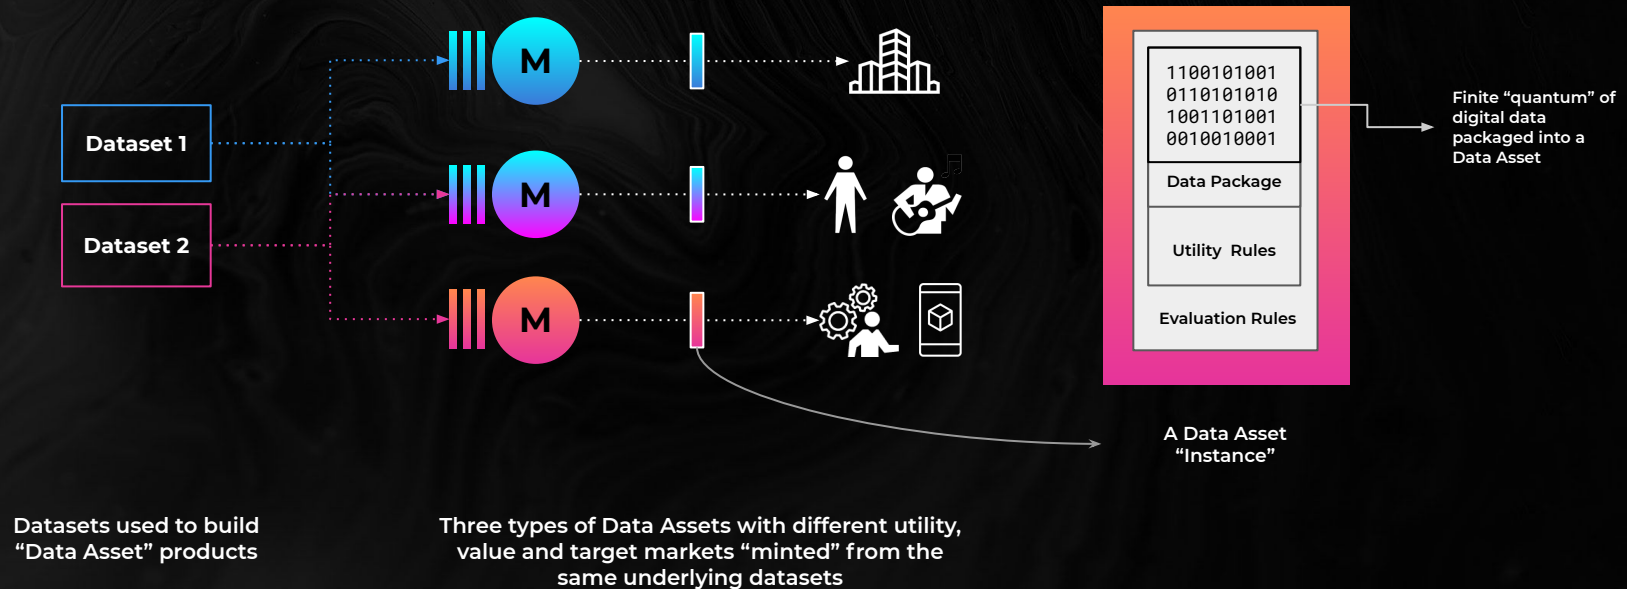 Dataset 1
Dataset 2
M
M
M
1100101001
0110101010
1001101001
0010010001
Data Package
Utility Rules
Evaluation Rules
Finite “quantum” of
digital data
packaged into a
Data Asset
A Data Asset
“Instance”
Datasets used to build
“Data Asset” products
Three types of Data Assets with different utility,
value and target markets “minted” from the
same underlying datasets